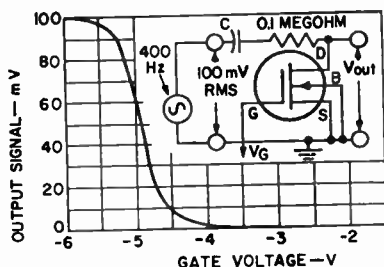 OUTPUT SIGNAL—mV
100
80
60
40
20
0
-6
-5
-4
-3
-2
GATE VOLTAGE—V
400
Hz
C
0.1 MEGOHM
100 mV
RMS
D
B
G
S
VG
Vout